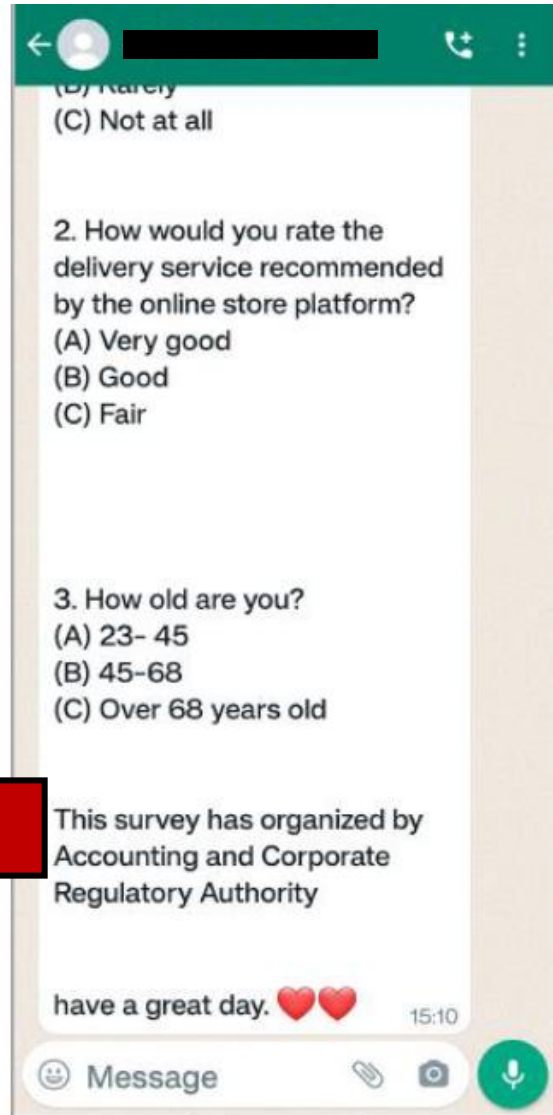 (B) Rarely
(C) Not at all
2. How would you rate the
delivery service recommended
by the online store platform?
(A) Very good
(B) Good
(C) Fair
3. How old are you?
(A) 23- 45
(B) 45-68
(C) Over 68 years old
This survey has organized by
Accounting and Corporate
Regulatory Authority
have a great day. ❤️❤️
15:10
Message